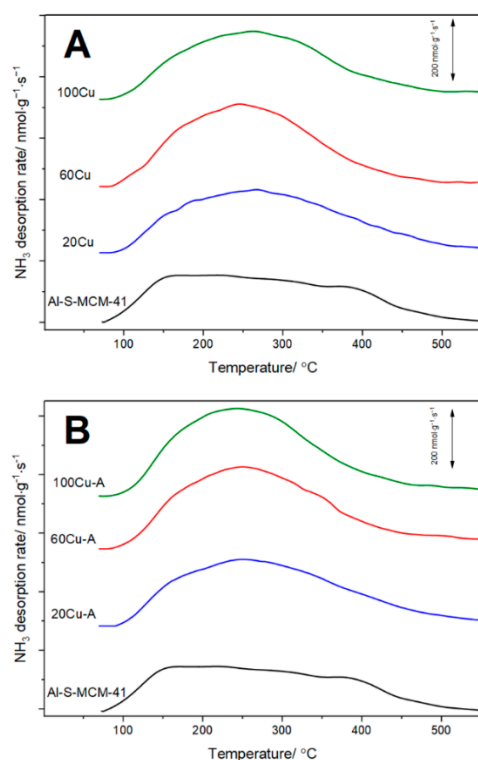 A
200 nmol·g⁻¹·s⁻¹
NH₃ desorption rate/ nmol·g⁻¹·s⁻¹
100Cu
60Cu
20Cu
Al-S-MCM-41
100 200 300 400 500
Temperature/ °C
B
200 nmol·g⁻¹·s⁻¹
NH₃ desorption rate/ nmol·g⁻¹·s⁻¹
100Cu-A
60Cu-A
20Cu-A
Al-S-MCM-41
100 200 300 400 500
Temperature/ °C